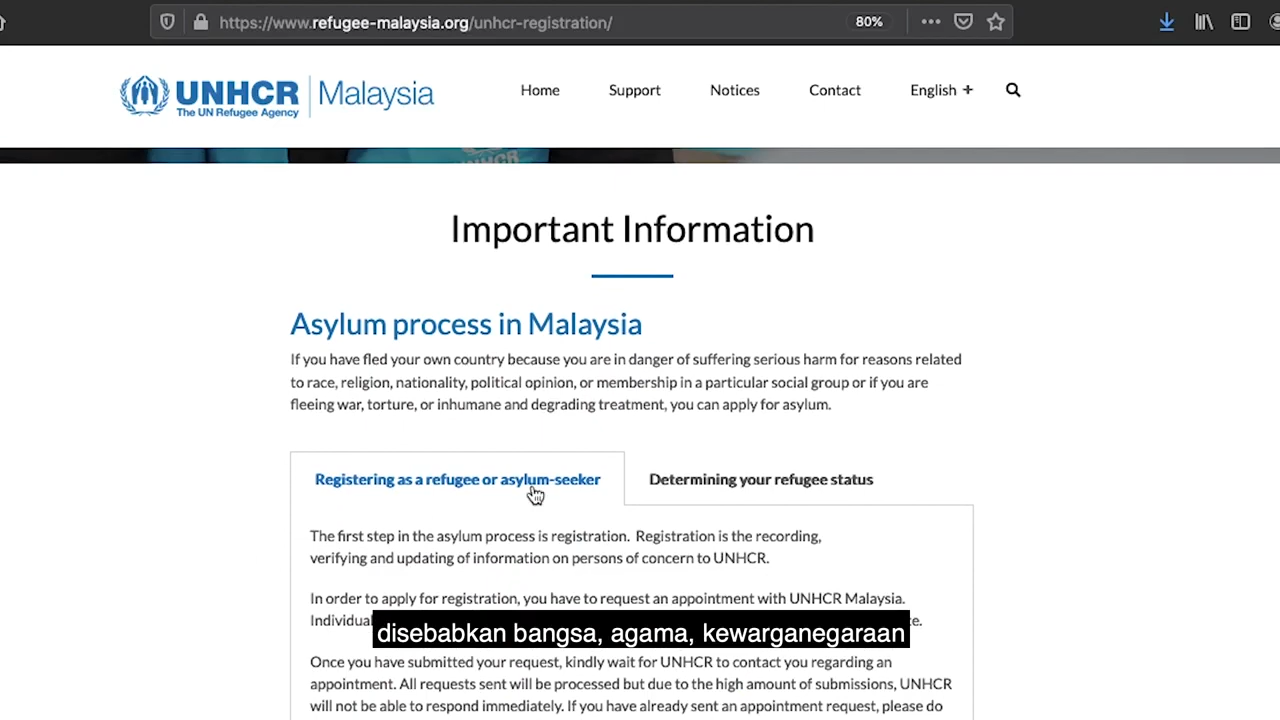 https://www.refugee-malaysia.org/unhcr-registration/
80%
UNHCR
The UN Refugee Agency
Malaysia
Home
Support
Notices
Contact
English +
UNHCR
Important Information
Asylum process in Malaysia
If you have fled your own country because you are in danger of suffering serious harm for reasons related
to race, religion, nationality, political opinion, or membership in a particular social group or if you are
fleeing war, torture, or inhumane and degrading treatment, you can apply for asylum.
Registering as a refugee or asylum-seeker
Determining your refugee status
The first step in the asylum process is registration. Registration is the recording,
verifying and updating of information on persons of concern to UNHCR.
In order to apply for registration, you have to request an appointment with UNHCR Malaysia.
disebabkan bangsa, agama, kewarganegaraan
Once you have submitted your request, kindly wait for UNHCR to contact you regarding an
appointment. All requests sent will be processed but due to the high amount of submissions, UNHCR
will not be able to respond immediately. If you have already sent an appointment request, please do